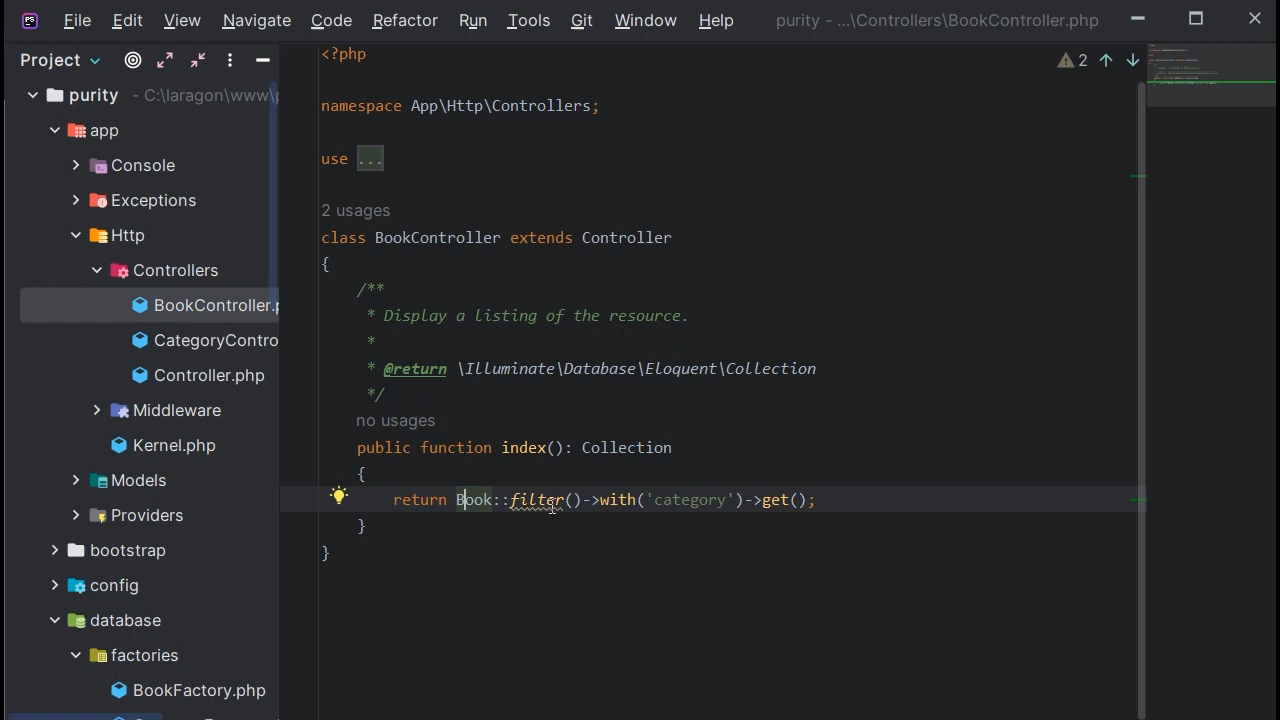 File Edit View Navigate Code Refactor Run Tools Git Window Help purity - ...\Controllers\BookController.php
Project
purity - C:\laragon\www\p
app
Console
Exceptions
Http
Controllers
BookController.p
CategoryContro
Controller.php
Middleware
Kernel.php
Models
Providers
bootstrap
config
database
factories
BookFactory.php
2
<?php
namespace App\Http\Controllers;
use ...
2 usages
class BookController extends Controller
{
/**
* Display a listing of the resource.
*
* @return \Illuminate\Database\Eloquent\Collection
*/
no usages
public function index(): Collection
{
return Book::filter()->with('category')->get();
}
}